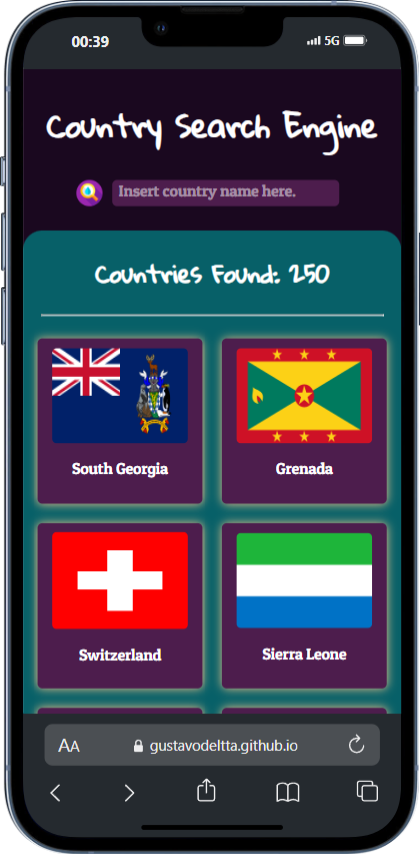 00:39
5G
Country Search Engine
Insert country name here.
Countries Found: 250
South Georgia
Grenada
Switzerland
Sierra Leone
AA
gustavodeltta.github.io